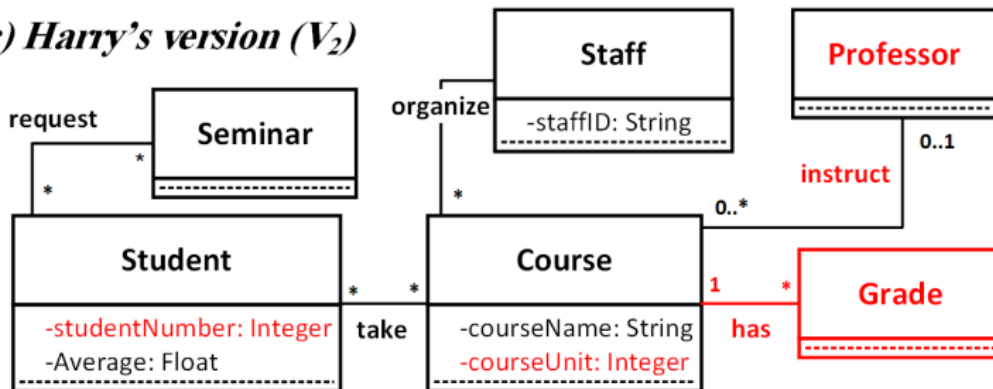 ) Harry's version (V2)
Staff
-staffID: String
Professor
organize
request
Seminar
*
*
*
0..1
instruct
0..*
Student
-studentNumber: Integer
-Average: Float
*
*
take
Course
-courseName: String
-courseUnit: Integer
1
*
has
Grade